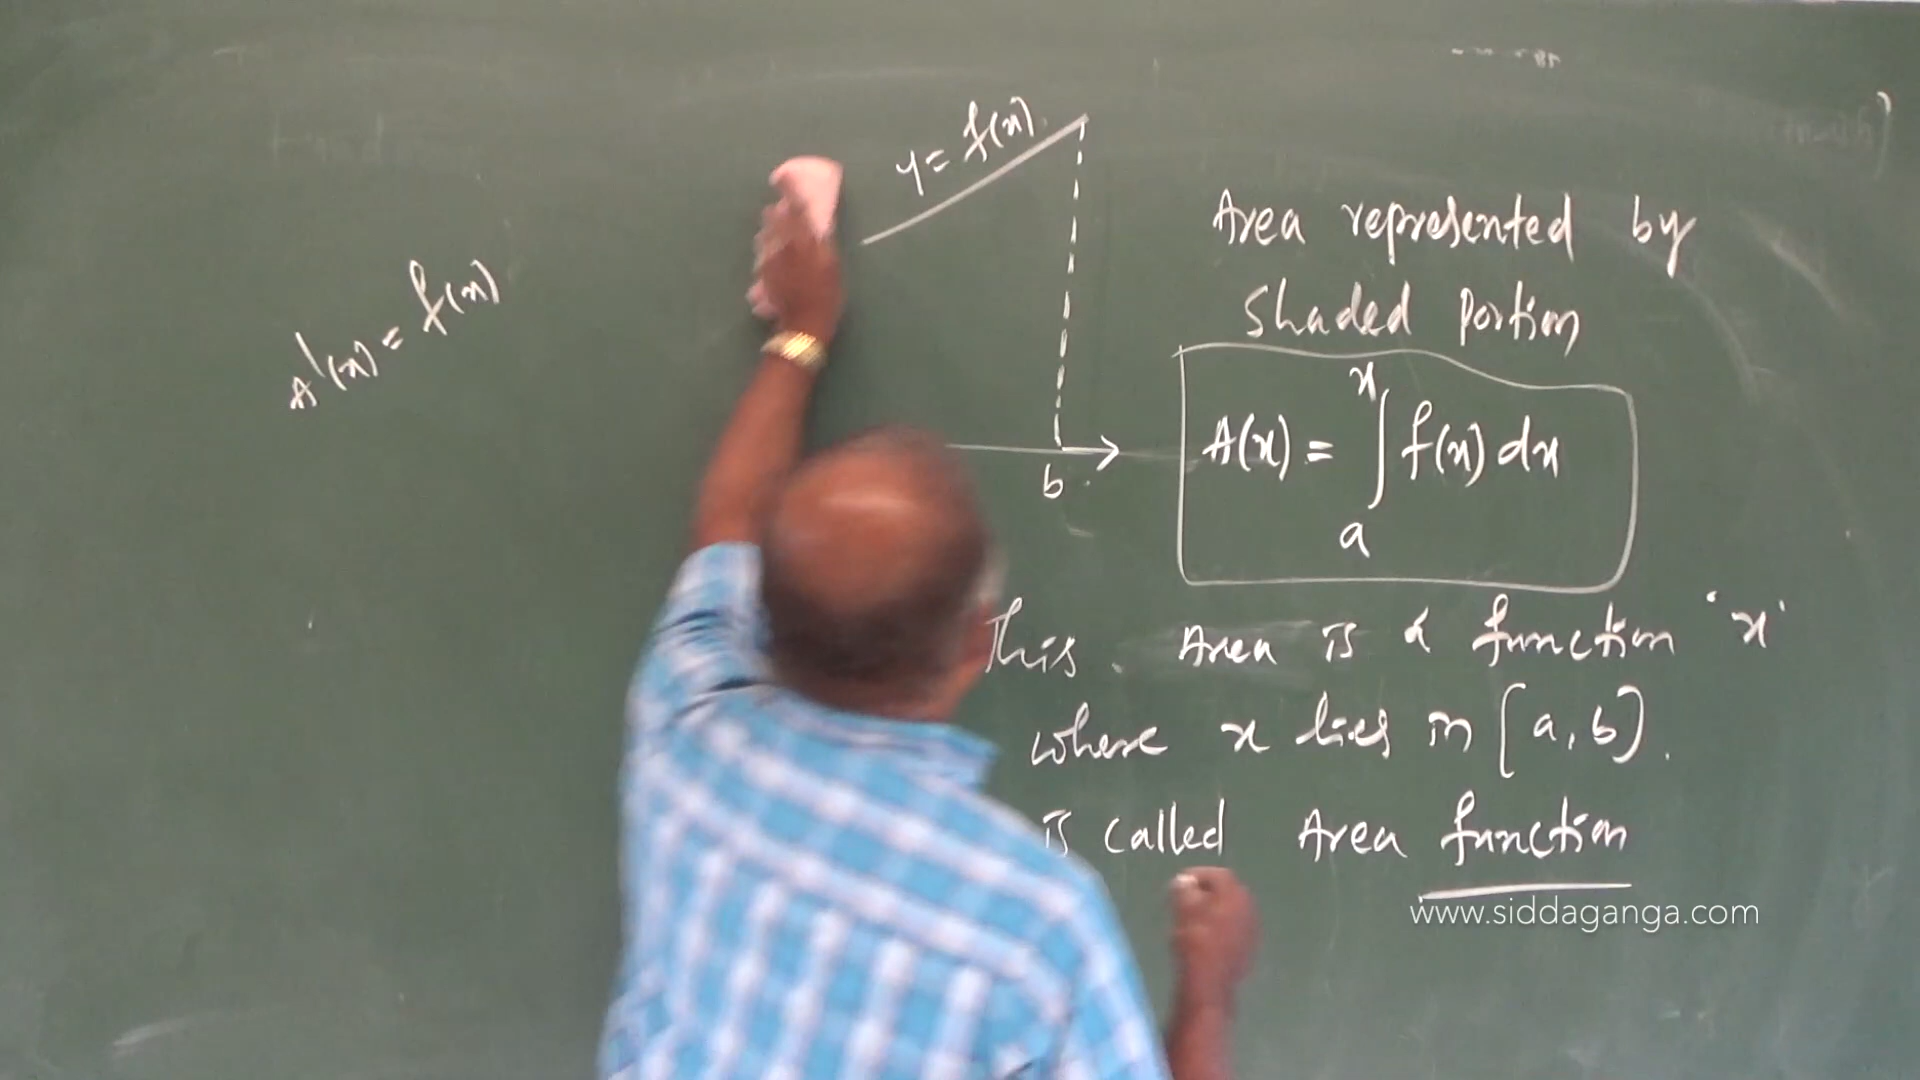 A'(x) = f(x)
y = f(x)
b
Area represented by
Shaded portion
A(x) = ∫ₐˣ f(x) dx
This Area is a function 'x'
where x lies in [a, b].
is called Area function
www.siddaganga.com